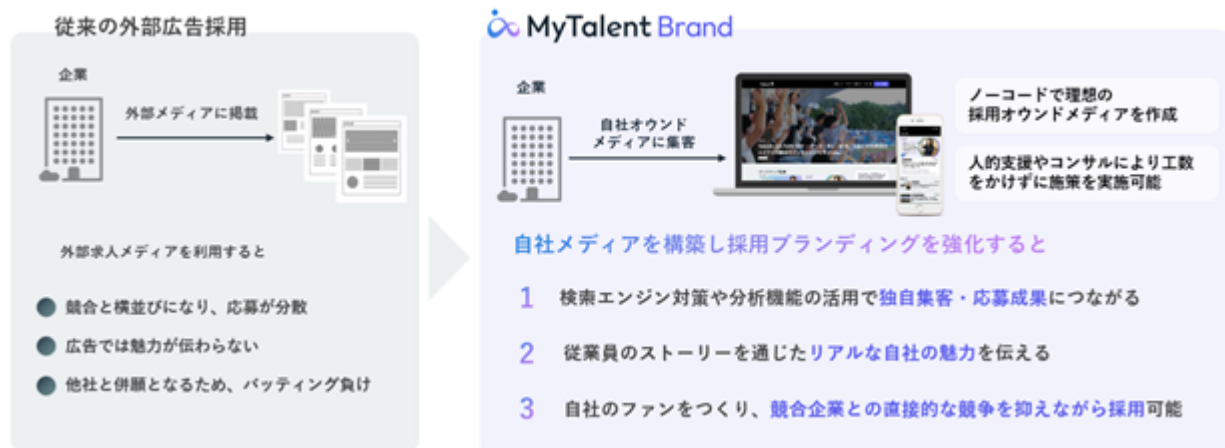 従来の外部広告採用
企業
外部メディアに掲載
外部求人メディアを利用すると
競合と横並びになり、応募が分散
広告では魅力が伝わらない
他社と併願となるため、バッティング負け
MyTalent Brand
企業
自社オウンド
メディアに集客
ノーコードで理想の
採用オウンドメディアを作成
人的支援やコンサルにより工数
をかけずに施策を実施可能
自社メディアを構築し採用ブランディングを強化すると
1 検索エンジン対策や分析機能の活用で独自集客・応募成果につながる
2 従業員のストーリーを通じたリアルな自社の魅力を伝える
3 自社のファンをつくり、競合企業との直接的な競争を抑えながら採用可能